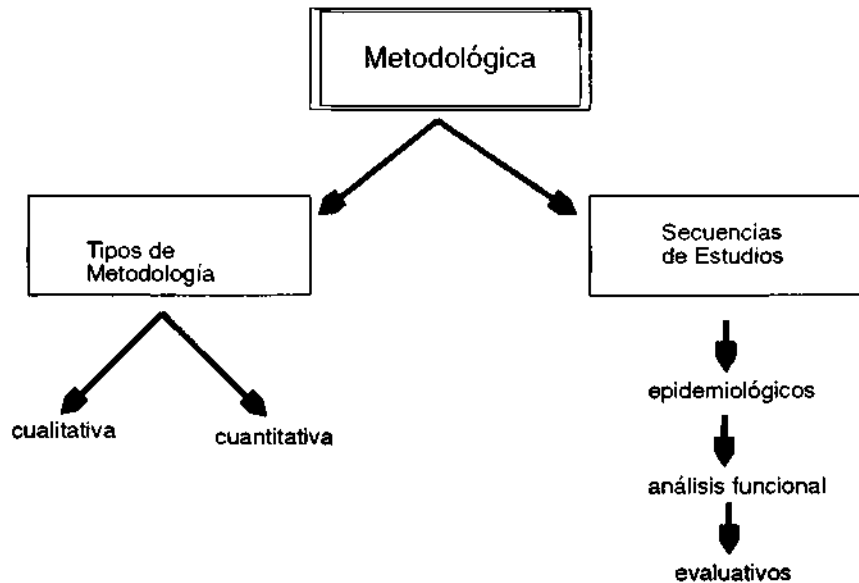 Metodológica
Tipos de
Metodología
Secuencias
de Estudios
cualitativa
cuantitativa
epidemiológicos
análisis funcional
evaluativos